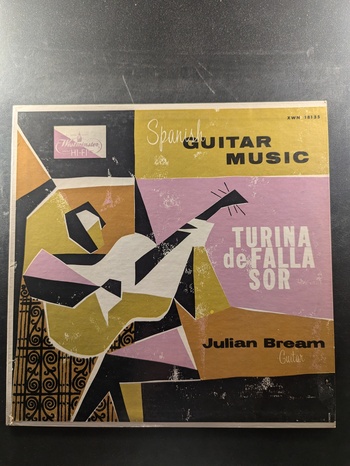 XWN 18135
Westminster
HI-FI
Spanish
GUITAR
MUSIC
TURINA
de FALLA
SOR
Julian Bream
Guitar